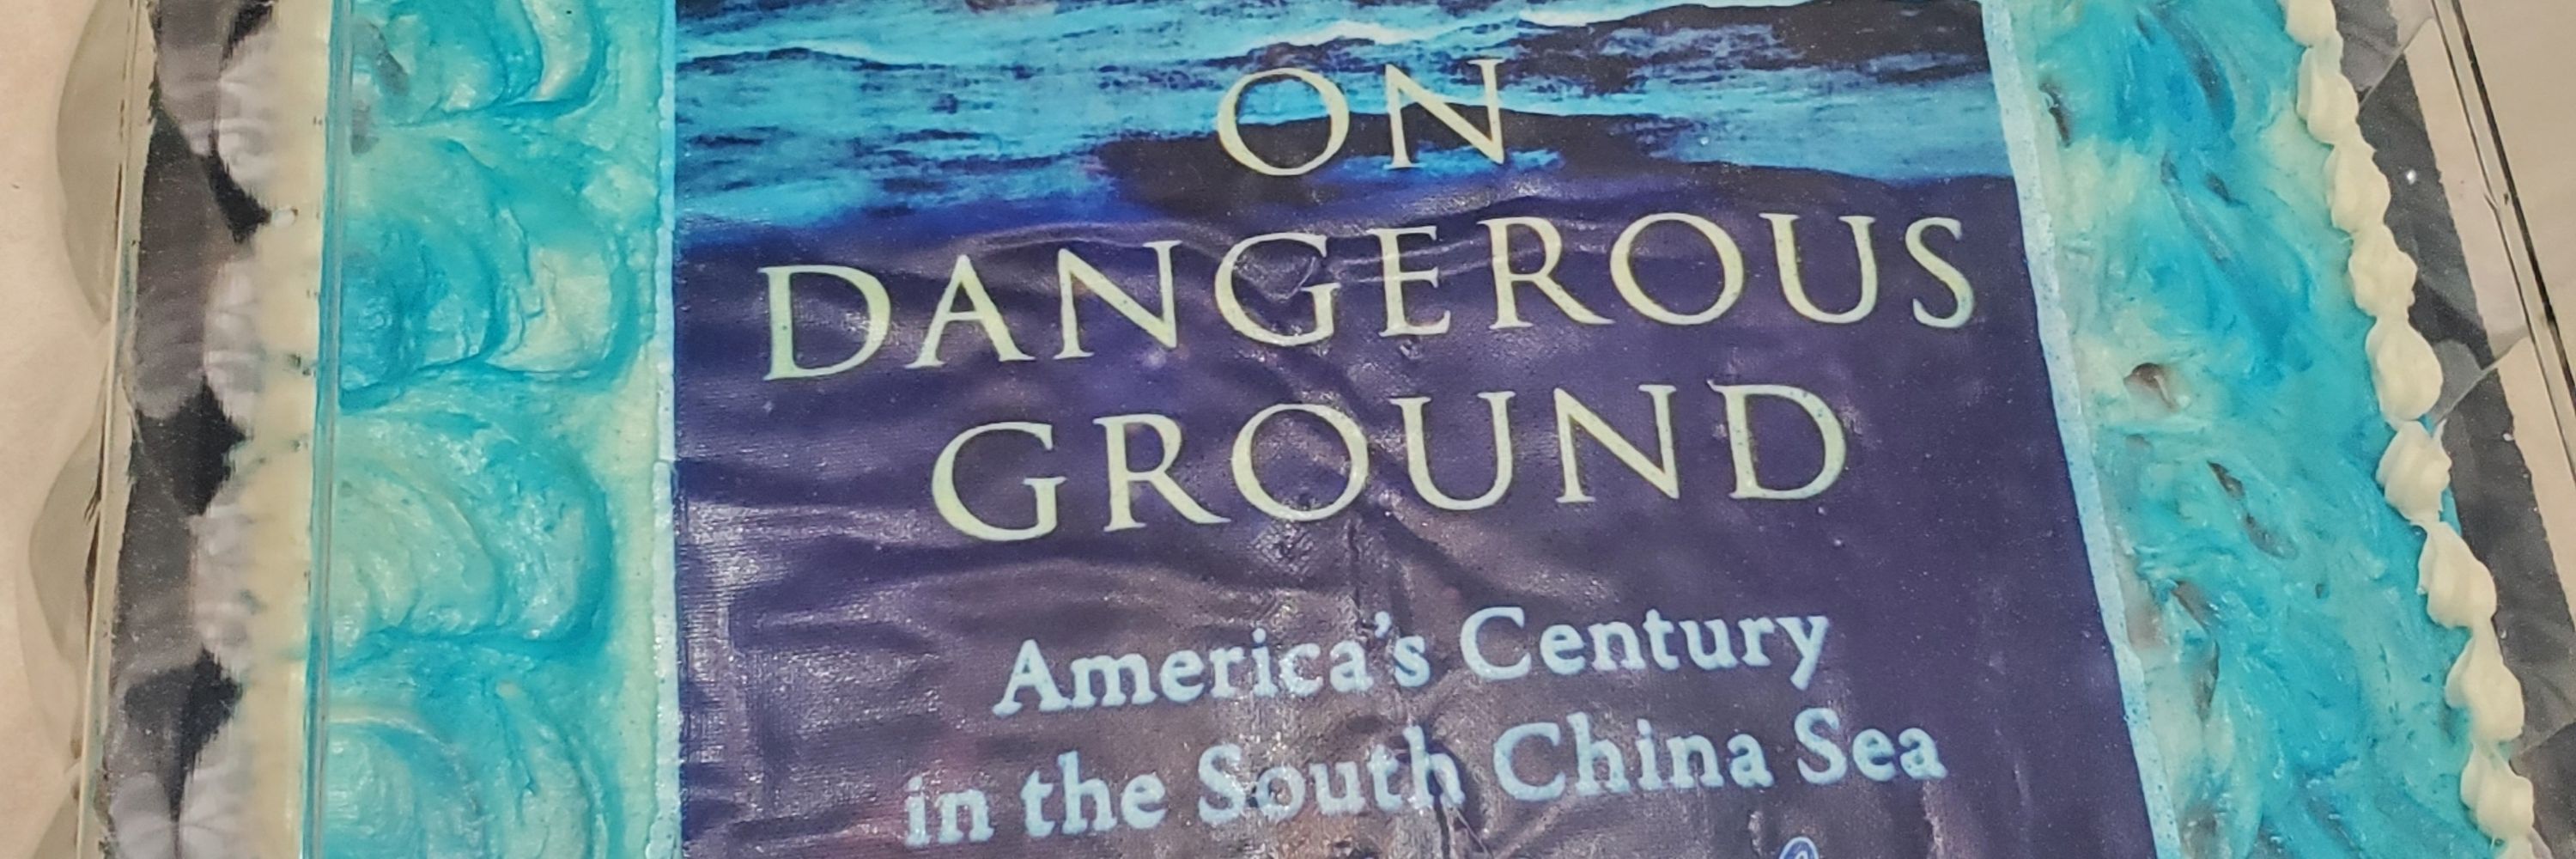 ON
DANGEROUS
GROUND
America's Century
in the South China Sea